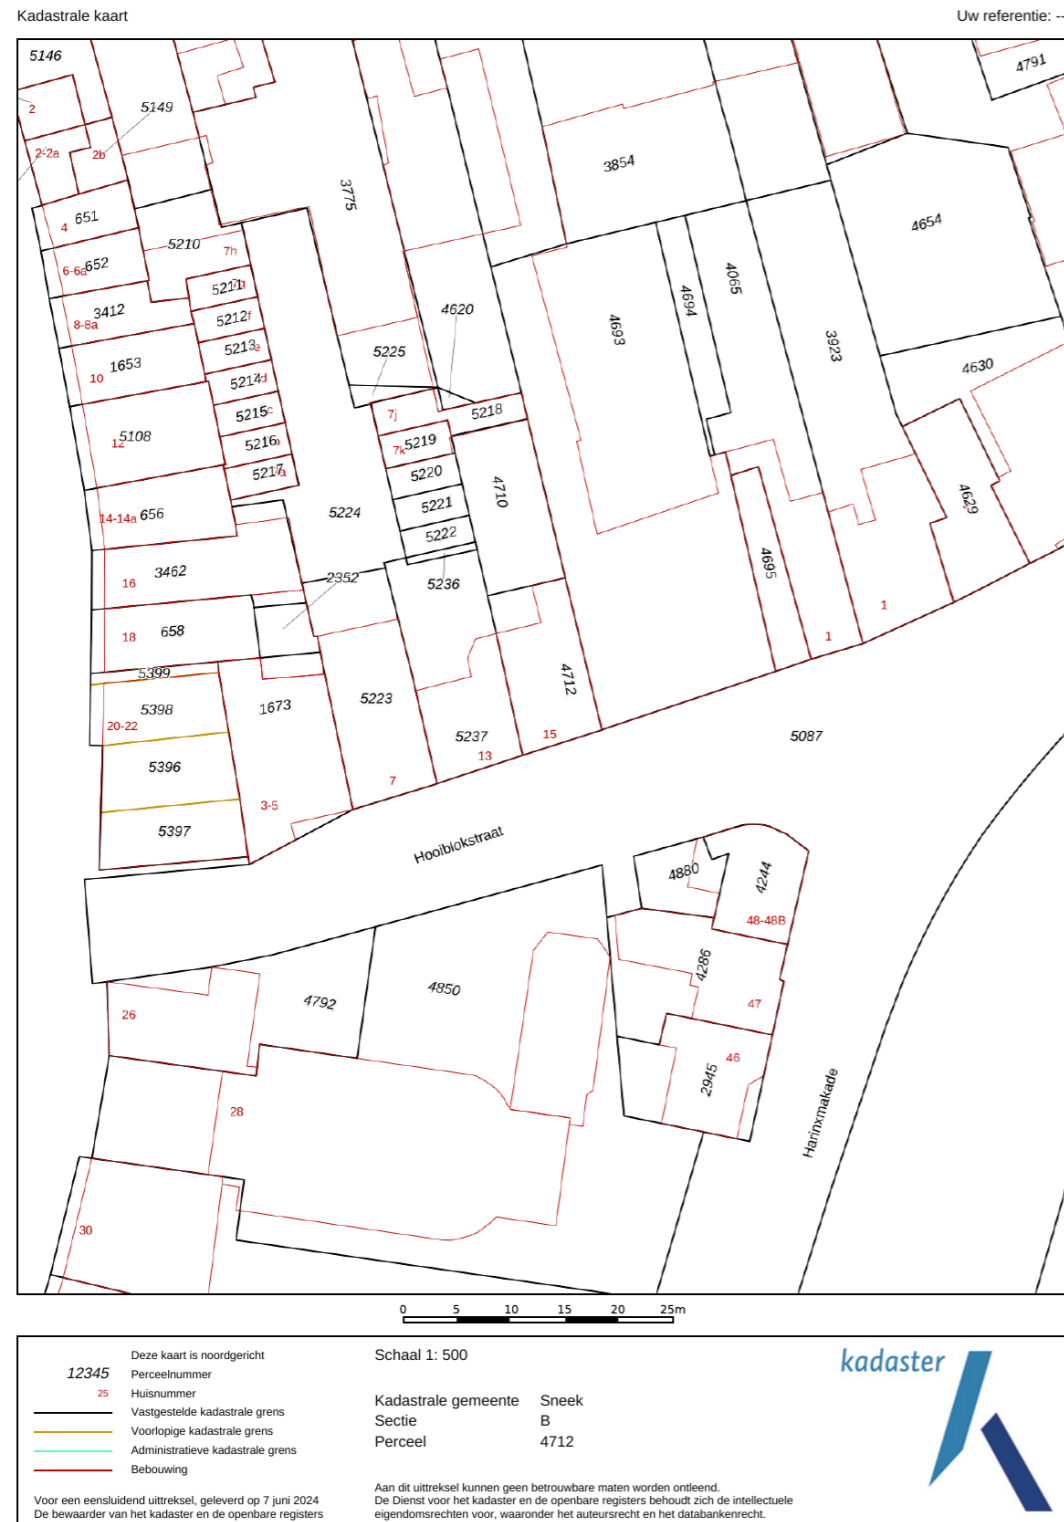 Kadastrale kaart
Uw referentie: --
5146
4791
2
5149
2-2a
2b
3854
3775
651
4
4654
5210
7h
6-6a
652
4065
5211
4694
3412
8-8a
5212
f
4620
4693
3923
5213
e
5225
1653
10
5214
d
4630
5215
c
7j
5218
12
5108
5216
5219
7k
5217
a
5220
4710
4629
14-14a
656
5224
5221
5222
4695
3462
16
2352
5236
1
18
658
1
5399
4712
5398
1673
5223
20-22
5237
15
5087
13
5396
7
3-5
5397
Hooiblokstraat
4880
4244
48-48B
4286
4850
4792
47
26
46
2945
28
Harinxmakade
30
0 5 10 15 20 25m
Deze kaart is noordgericht
12345 Perceelnummer
25 Huisnummer
Vastgestelde kadastrale grens
Voorlopige kadastrale grens
Administratieve kadastrale grens
Bebouwing
Voor een eensluidend uittreksel, geleverd op 7 juni 2024
De bewaarder van het kadaster en de openbare registers
Schaal 1: 500
Kadastrale gemeente Sneek
Sectie B
Perceel 4712
Aan dit uittreksel kunnen geen betrouwbare maten worden ontleend.
De Dienst voor het kadaster en de openbare registers behoudt zich de intellectuele
eigendomsrechten voor, waaronder het auteursrecht en het databankenrecht.
kadaster